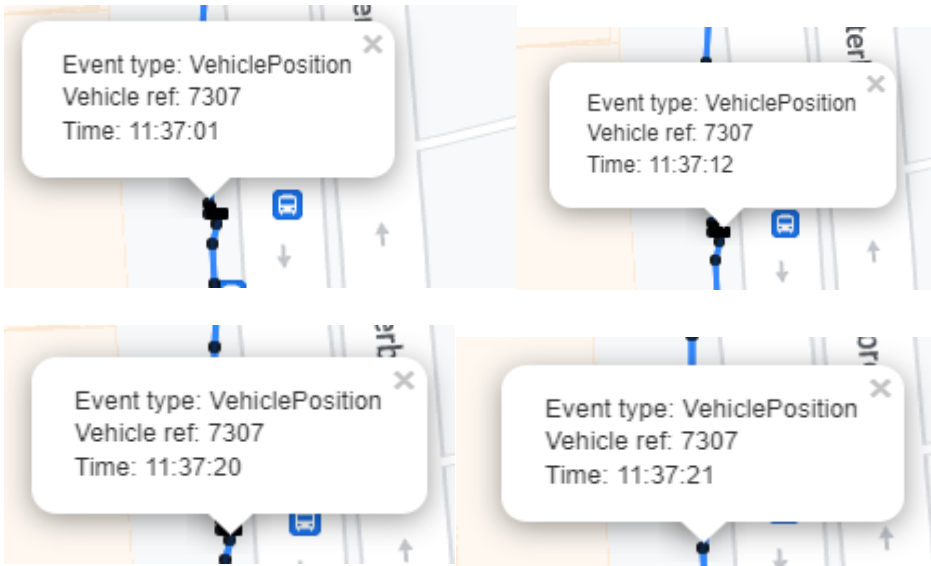 Event type: VehiclePosition
Vehicle ref: 7307
Time: 11:37:01
Event type: VehiclePosition
Vehicle ref: 7307
Time: 11:37:12
Event type: VehiclePosition
Vehicle ref: 7307
Time: 11:37:20
Event type: VehiclePosition
Vehicle ref: 7307
Time: 11:37:21